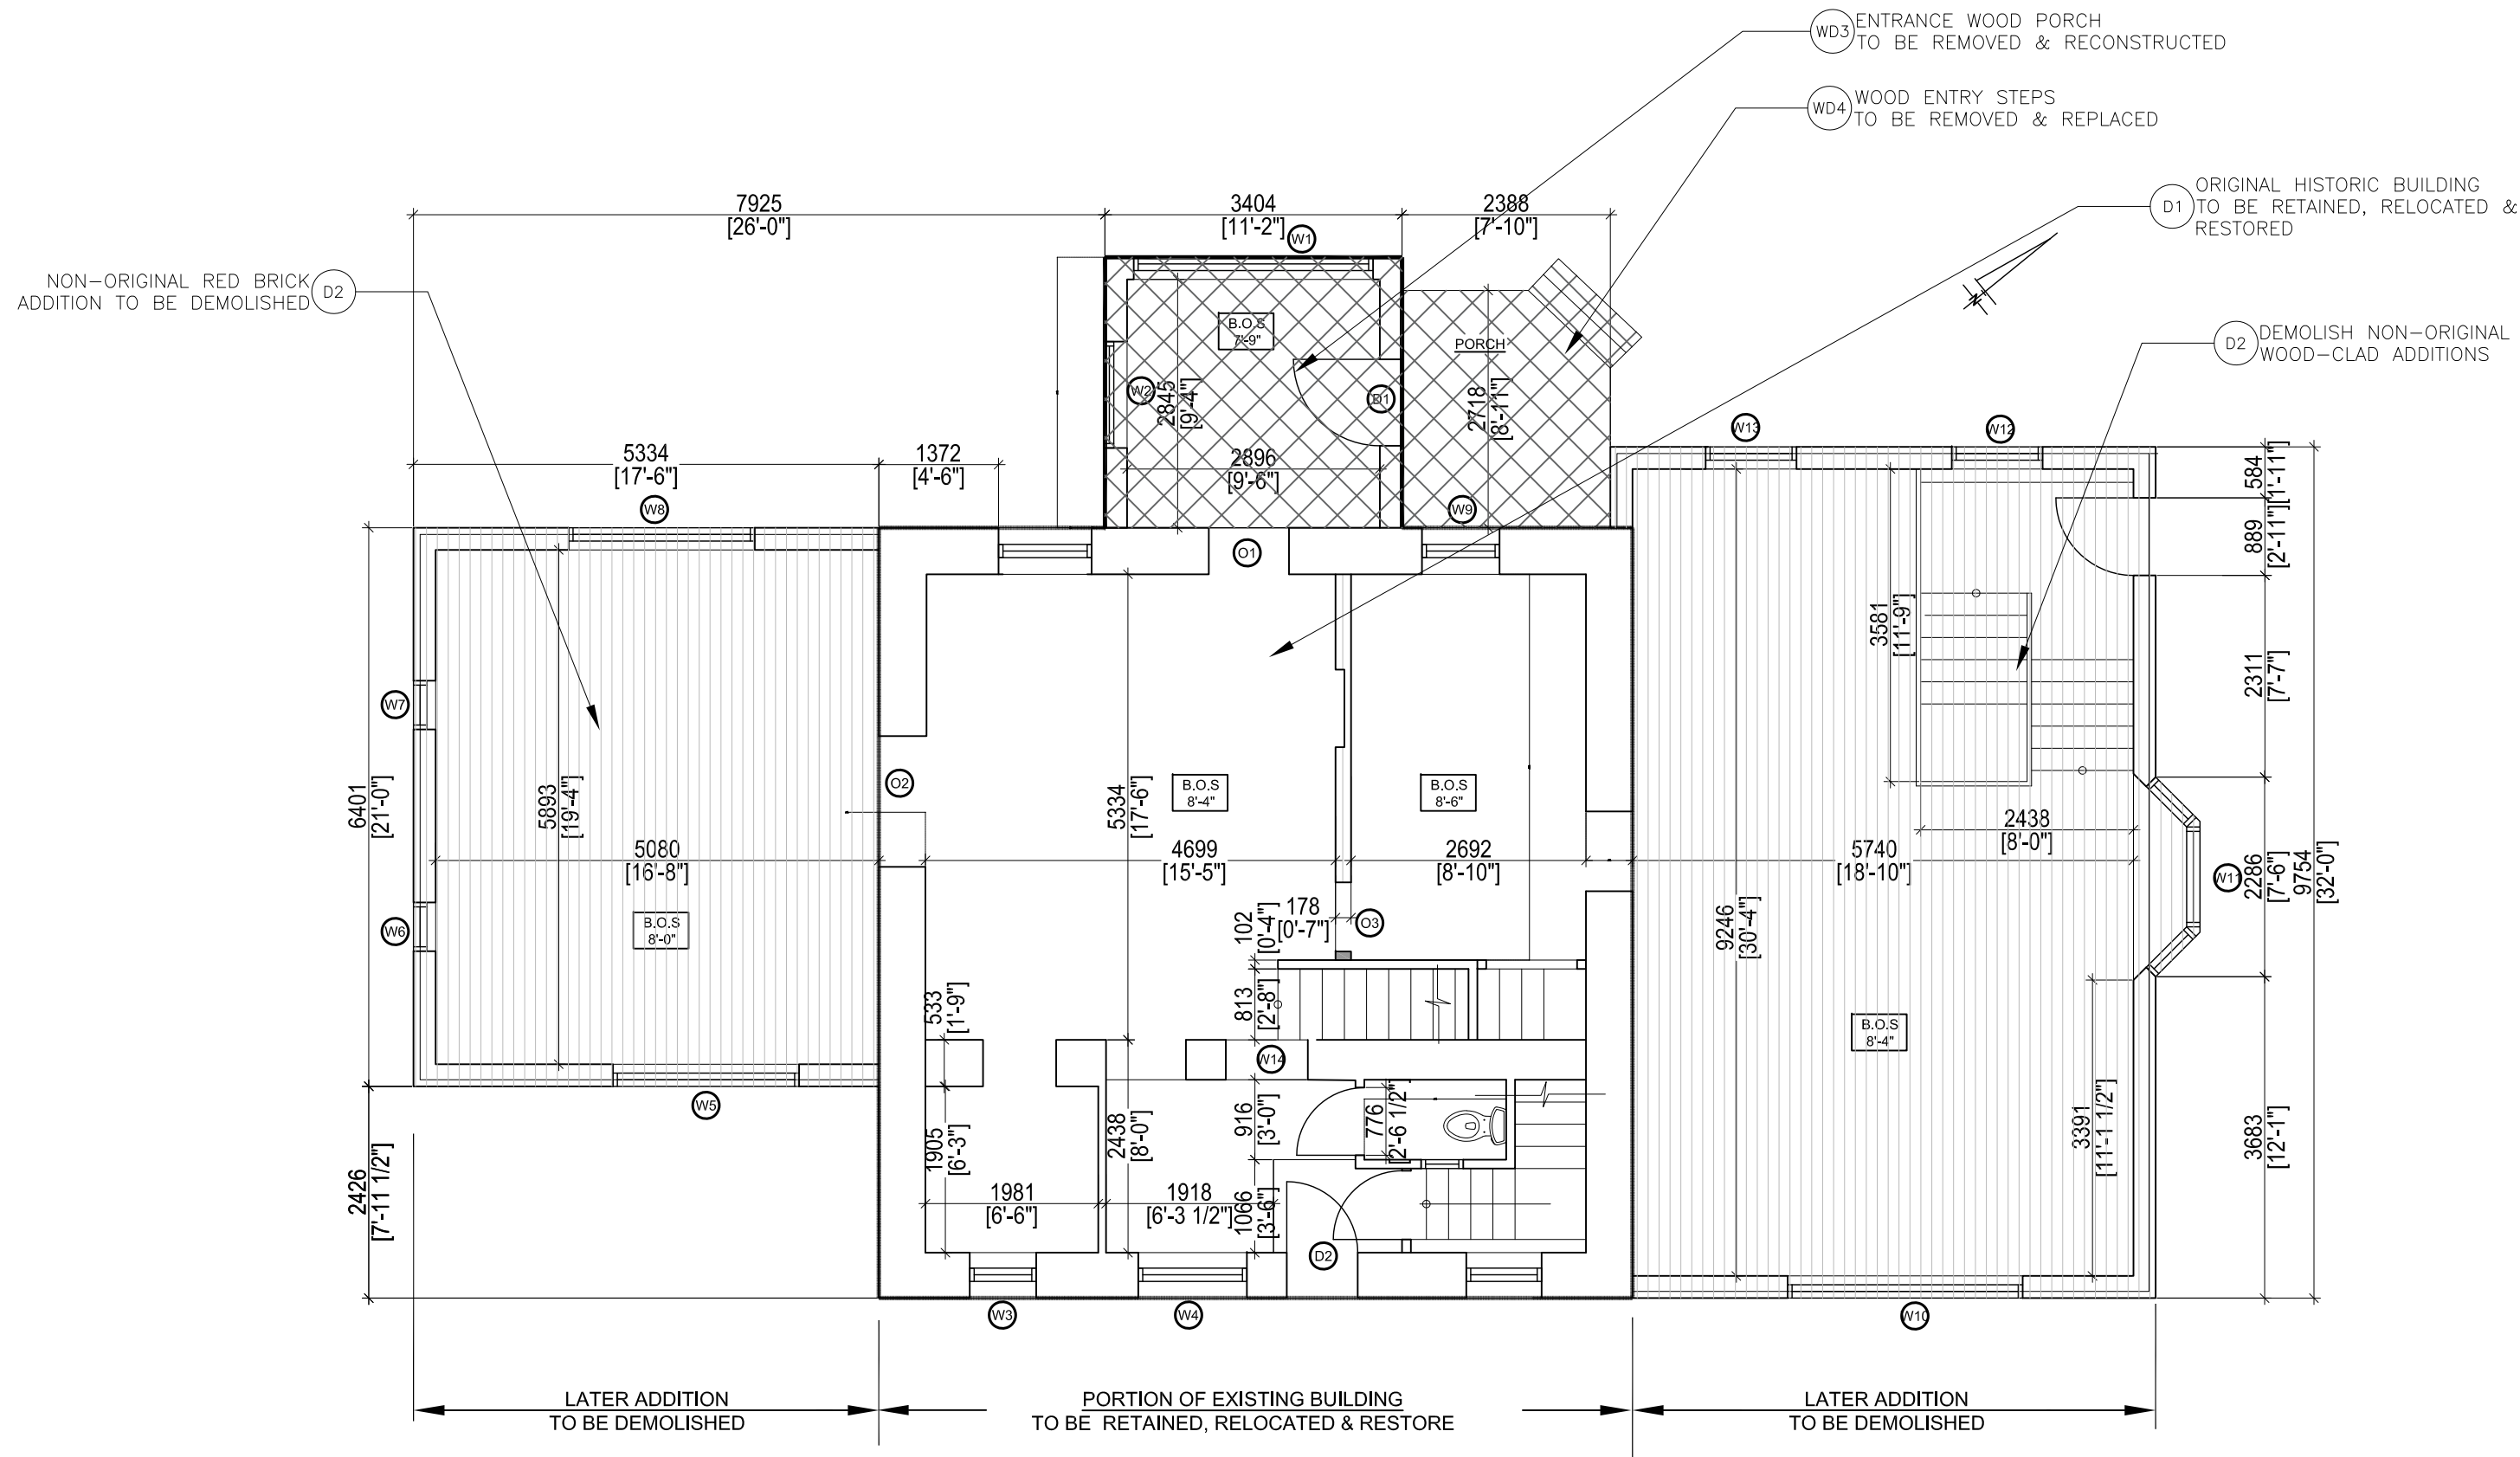 WD3
ENTRANCE WOOD PORCH
TO BE REMOVED & RECONSTRUCTED
WD4
WOOD ENTRY STEPS
TO BE REMOVED & REPLACED
D1
ORIGINAL HISTORIC BUILDING
TO BE RETAINED, RELOCATED &
RESTORED
7925
[26'-0"]
3404
[11'-2"]
2388
[7'-10"]
W1
NON-ORIGINAL RED BRICK
ADDITION TO BE DEMOLISHED
D2
D2
DEMOLISH NON-ORIGINAL
WOOD-CLAD ADDITIONS
B.O.S
7'-9"
PORCH
W2
2845
[9'-4"]
D1
2718
[8'-11"]
W13
W12
5334
[17'-6"]
1372
[4'-6"]
2896
[9'-6"]
584
[1'-11"]
W8
W9
889
[2'-11"]
O1
3581
[11'-9"]
2311
[7'-7"]
W7
O2
6401
[21'-0"]
5893
[19'-4"]
5334
[17'-6"]
B.O.S
8'-4"
B.O.S
8'-6"
2438
[8'-0"]
5080
[16'-8"]
4699
[15'-5"]
2692
[8'-10"]
5740
[18'-10"]
2286
[7'-6"]
9754
[32'-0"]
W11
W6
B.O.S
8'-0"
102
[0'-4"]
178
[0'-7"]
O3
9246
[30'-4"]
533
[1'-9"]
813
[2'-8"]
B.O.S
8'-4"
W14
W5
1905
[6'-3"]
2438
[8'-0"]
916
[3'-0"]
776
[2'-6 1/2"]
3391
[11'-1 1/2"]
3683
[12'-1"]
2426
[7'-11 1/2"]
1981
[6'-6"]
1918
[6'-3 1/2"]
1066
[3'-6"]
D2
W3
W4
W10
LATER ADDITION
TO BE DEMOLISHED
PORTION OF EXISTING BUILDING
TO BE RETAINED, RELOCATED & RESTORE
LATER ADDITION
TO BE DEMOLISHED